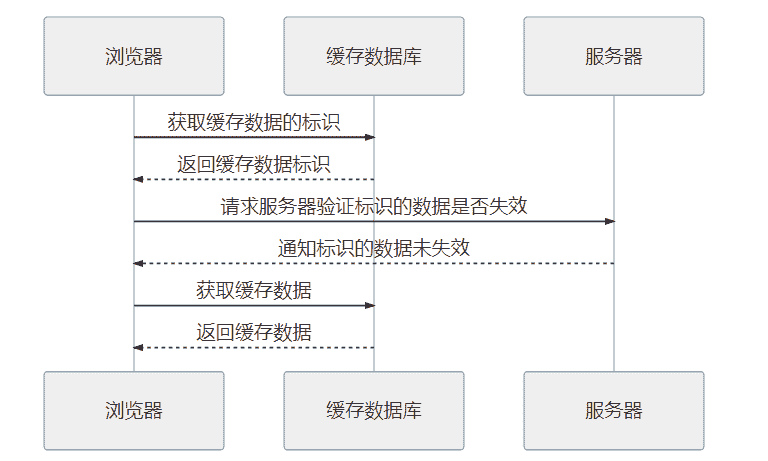 浏览器
缓存数据库
服务器
获取缓存数据的标识
返回缓存数据标识
请求服务器验证标识的数据是否失效
通知标识的数据未失效
获取缓存数据
返回缓存数据
浏览器
缓存数据库
服务器